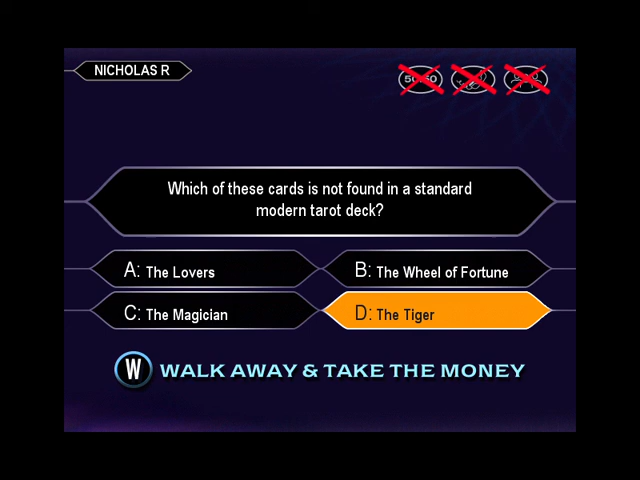 NICHOLAS R
50:50
Which of these cards is not found in a standard
modern tarot deck?
A: The Lovers
B: The Wheel of Fortune
C: The Magician
D: The Tiger
W WALK AWAY & TAKE THE MONEY